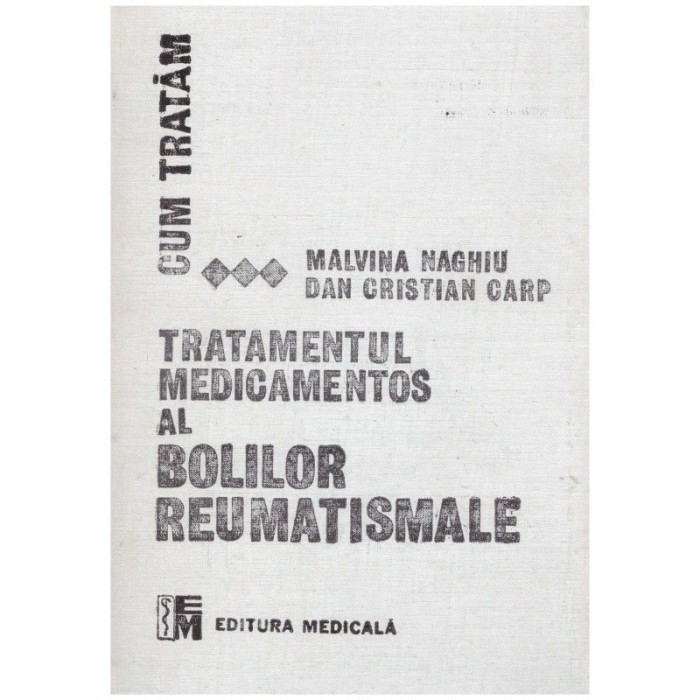 CUM TRATĂM
MALVINA NAGHIU
DAN CRISTIAN CARP
TRATAMENTUL
MEDICAMENTOS
AL
BOLILOR
REUMATISMALE
EM EDITURA MEDICALĂ